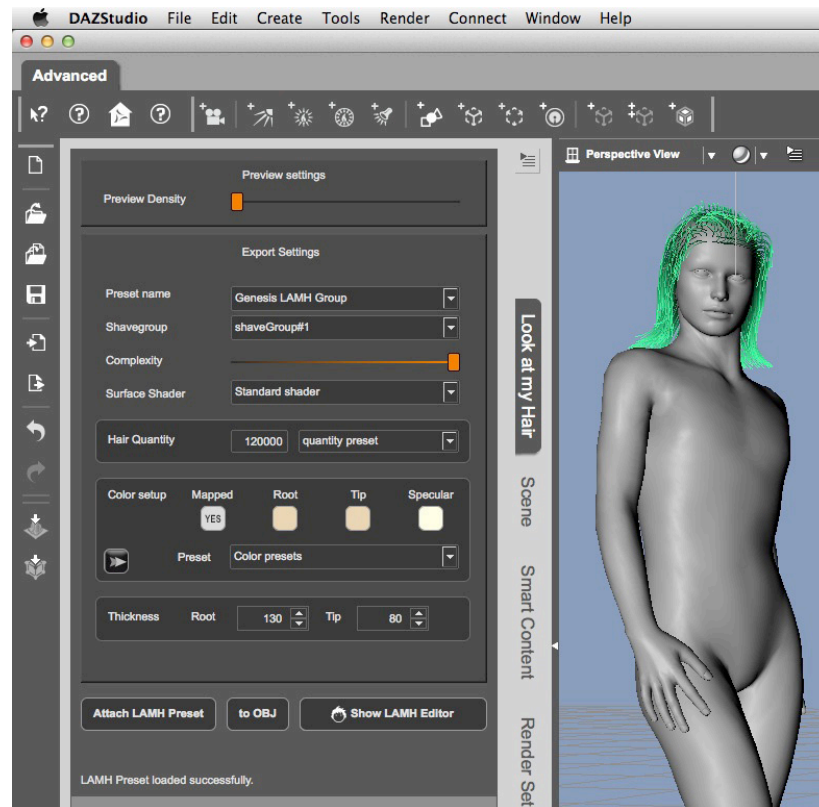 DAZStudio File Edit Create Tools Render Connect Window Help
Advanced
Preview settings
Preview Density
Export Settings
Preset name Genesis LAMH Group
Shavegroup shaveGroup#1
Complexity
Surface Shader Standard shader
Hair Quantity 120000 quantity preset
Color setup Mapped Root Tip Specular
YES
Preset Color presets
Thickness Root 130 Tip 80
Attach LAMH Preset to OBJ Show LAMH Editor
LAMH Preset loaded successfully.
Look at my Hair
Scene
Smart Content
Render Set
Perspective View